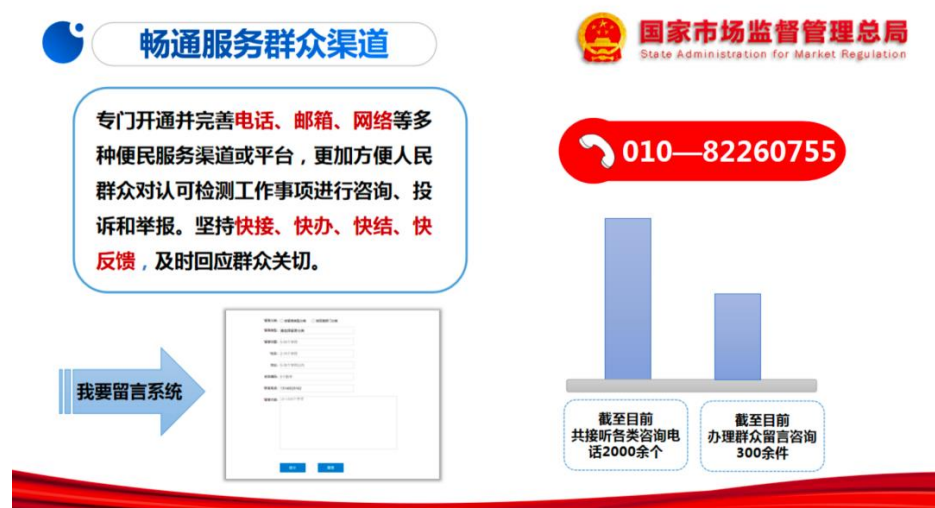 畅通服务群众渠道
国家市场监督管理总局
State Administration for Market Regulation
专门开通并完善电话、邮箱、网络等多
种便民服务渠道或平台，更加方便人民
群众对认可检测工作事项进行咨询、投
诉和举报。坚持快接、快办、快结、快
反馈，及时回应群众关切。
010—82260755
我要留言系统
截至目前
共接听各类咨询电
话2000余个
截至目前
办理群众留言咨询
300余件